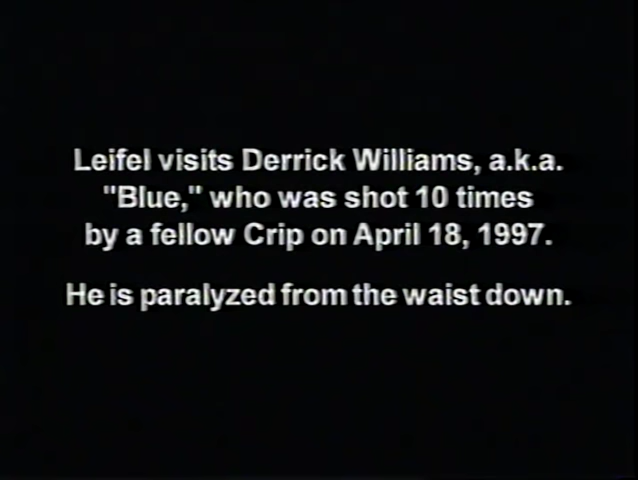 Leifel visits Derrick Williams, a.k.a.
"Blue," who was shot 10 times
by a fellow Crip on April 18, 1997.
He is paralyzed from the waist down.